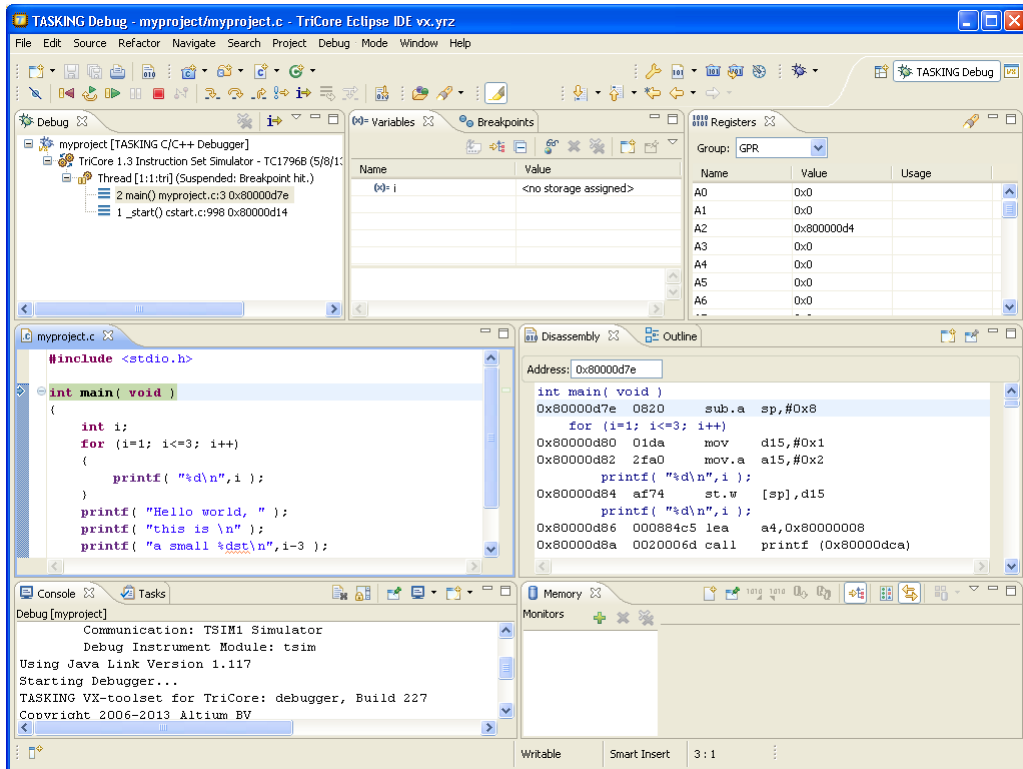 TASKING Debug - myproject/myproject.c - TriCore Eclipse IDE vx.yrz
File Edit Source Refactor Navigate Search Project Debug Mode Window Help
TASKING Debug
Debug
myproject [TASKING C/C++ Debugger]
TriCore 1.3 Instruction Set Simulator - TC1796B (5/8/1
Thread [1:1:tri] (Suspended: Breakpoint hit.)
2 main() myproject.c:3 0x80000d7e
1 _start() cstart.c:998 0x80000d14
(x)= Variables Breakpoints
Name Value
(x)= i <no storage assigned>
1010 0101 Registers
Group: GPR
Name Value Usage
A0 0x0
A1 0x0
A2 0x800000d4
A3 0x0
A4 0x0
A5 0x0
A6 0x0
myproject.c
#include <stdio.h>
int main( void )
{
int i;
for (i=1; i<=3; i++)
{
printf( "%d\n",i );
}
printf( "Hello world, " );
printf( "this is \n" );
printf( "a small %dst\n",i-3 );
Disassembly Outline
Address: 0x80000d7e
int main( void )
0x80000d7e 0820 sub.a sp,#0x8
for (i=1; i<=3; i++)
0x80000d80 01da mov d15,#0x1
0x80000d82 2fa0 mov.a a15,#0x2
printf( "%d\n",i );
0x80000d84 af74 st.w [sp],d15
printf( "%d\n",i );
0x80000d86 000884c5 lea a4,0x80000008
0x80000d8a 0020006d call printf (0x80000dca)
Console Tasks
Debug [myproject]
Communication: TSIM1 Simulator
Debug Instrument Module: tsim
Using Java Link Version 1.117
Starting Debugger...
TASKING VX-toolset for TriCore: debugger, Build 227
Copyright 2006-2013 Altium BV
Memory
Monitors
Writable Smart Insert 3 : 1